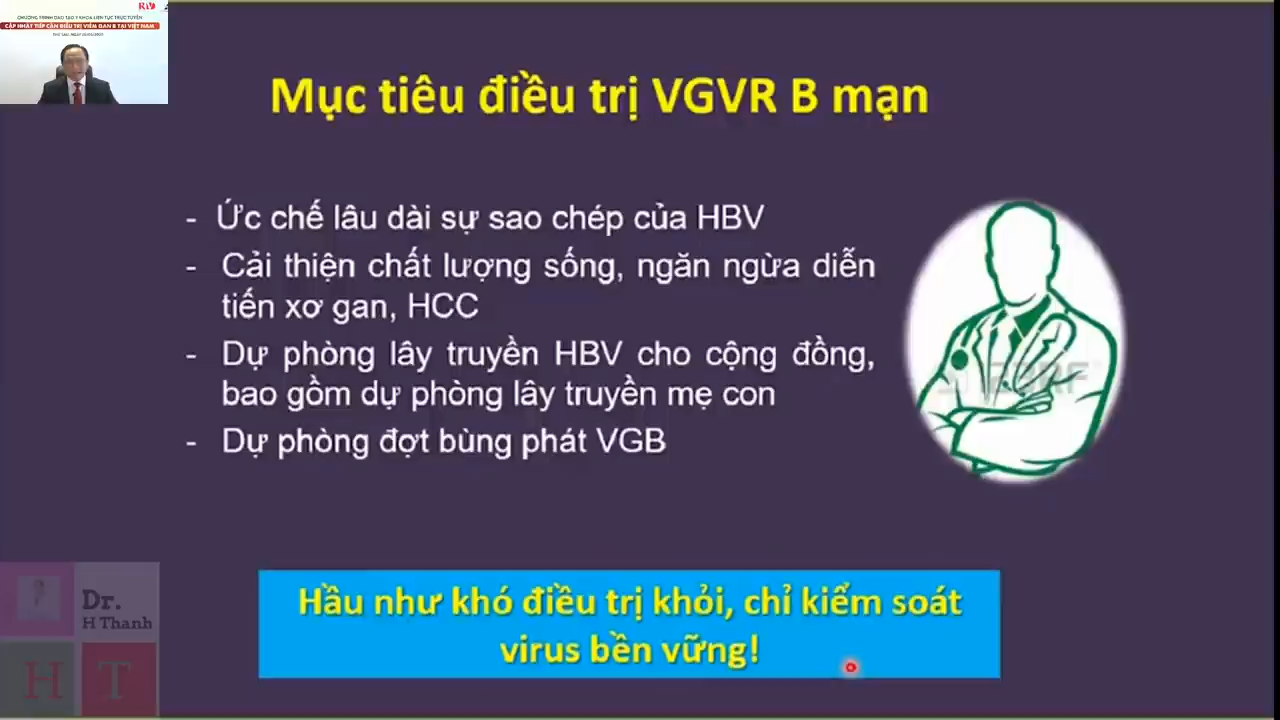 CHƯƠNG TRÌNH ĐÀO TẠO Y KHOA LIÊN TỤC TRỰC TUYẾN
CẬP NHẬT TIẾP CẬN ĐIỀU TRỊ VIÊM GAN B TẠI VIỆT NAM
Mục tiêu điều trị VGVR B mạn
- Ức chế lâu dài sự sao chép của HBV
- Cải thiện chất lượng sống, ngăn ngừa diễn
tiến xơ gan, HCC
- Dự phòng lây truyền HBV cho cộng đồng,
bao gồm dự phòng lây truyền mẹ con
- Dự phòng đợt bùng phát VGB
Dr.
H Thanh
H T
Hầu như khó điều trị khỏi, chỉ kiểm soát
virus bền vững!